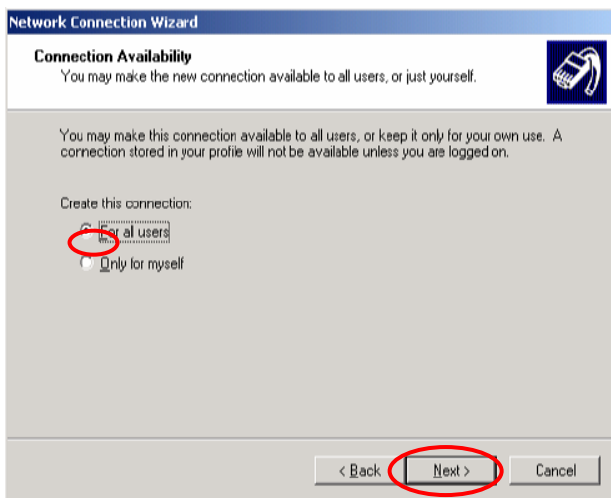 Network Connection Wizard
Connection Availability
You may make the new connection available to all users, or just yourself.
You may make this connection available to all users, or keep it only for your own use. A
connection stored in your profile will not be available unless you are logged on.
Create this connection:
For all users
Only for myself
< Back
Next >
Cancel